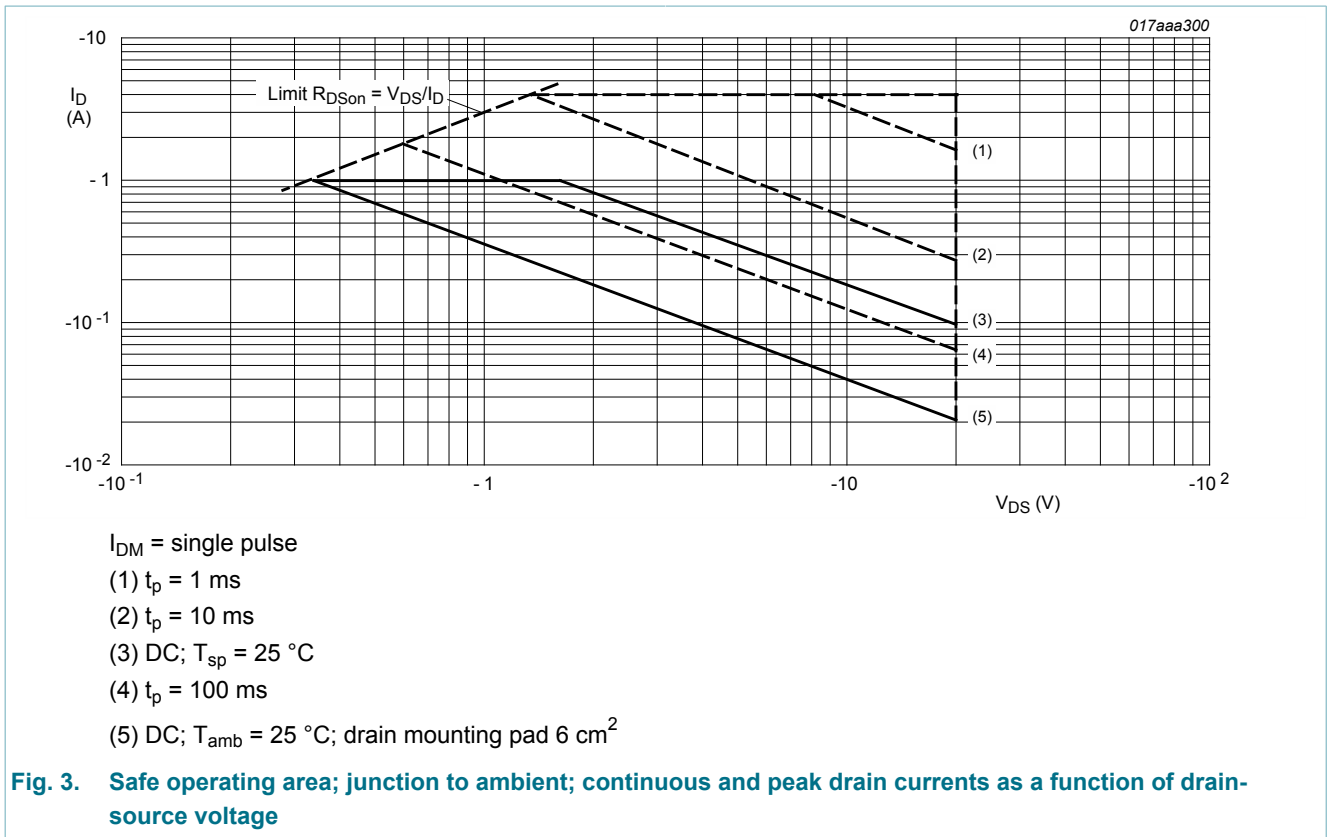 017aaa300
-10
I_D
(A)
Limit R_DSon = V_DS/I_D
(1)
- 1
(2)
-10^-1
(3)
(4)
(5)
-10^-2
-10^-1
- 1
-10
-10^2
V_DS (V)
I_DM = single pulse
(1) t_p = 1 ms
(2) t_p = 10 ms
(3) DC; T_sp = 25 °C
(4) t_p = 100 ms
(5) DC; T_amb = 25 °C; drain mounting pad 6 cm^2
Fig. 3. Safe operating area; junction to ambient; continuous and peak drain currents as a function of drain-
source voltage